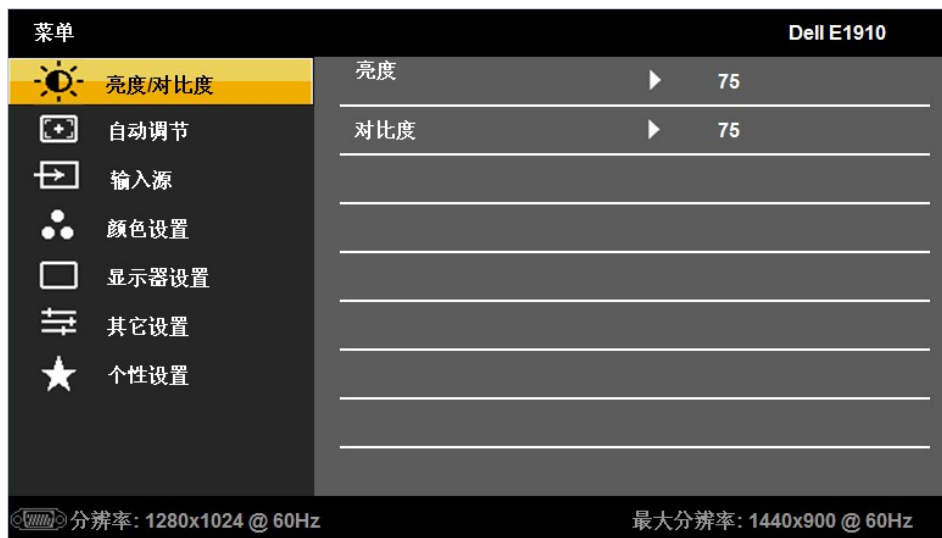 菜单 Dell E1910
亮度/对比度
亮度 75
自动调节
对比度 75
输入源
颜色设置
显示器设置
其它设置
个性设置
分辨率: 1280x1024 @ 60Hz 最大分辨率: 1440x900 @ 60Hz